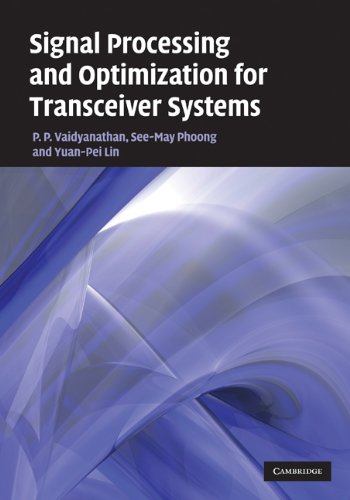 Signal Processing
and Optimization for
Transceiver Systems
P. P. Vaidyanathan, See-May Phoong
and Yuan-Pei Lin
CAMBRIDGE